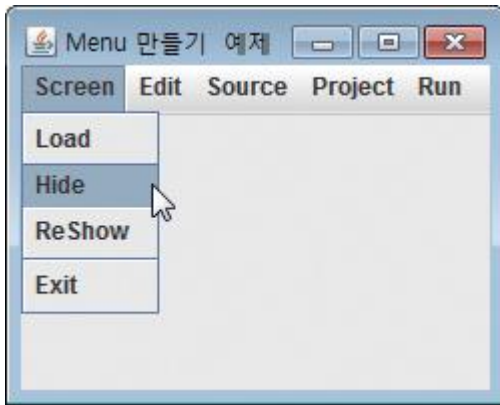 Menu 만들기 예제
Screen Edit Source Project Run
Load
Hide
ReShow
Exit